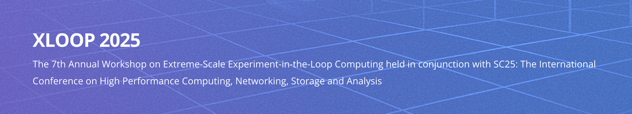 XLOOP 2025
The 7th Annual Workshop on Extreme-Scale Experiment-in-the-Loop Computing held in conjunction with SC25: The International
Conference on High Performance Computing, Networking, Storage and Analysis